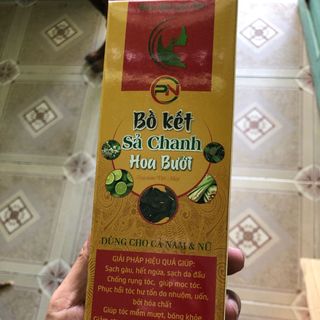 PN
Bồ kết
Sả Chanh
Hoa Bưởi
DÙNG CHO CẢ NAM & NỮ
GIẢI PHÁP HIỆU QUẢ GIÚP:
Sạch gàu, hết ngứa, sạch da đầu
Chống rụng tóc, giúp mọc tóc.
Phục hồi tóc hư tổn do nhuộm, uốn,
bởi hóa chất
Giúp tóc mềm mượt, bóng khỏe